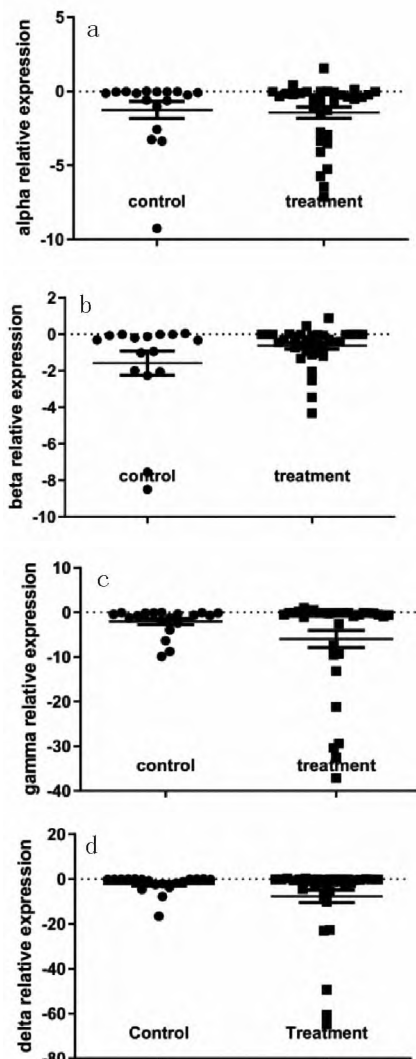 a
alpha relative expression
5
0
-5
-10
control treatment
b
beta relative expression
2
0
-2
-4
-6
-8
-10
control treatment
c
gamma relative expression
10
0
-10
-20
-30
-40
control treatment
d
delta relative expression
20
0
-20
-40
-60
-80
Control Treatment